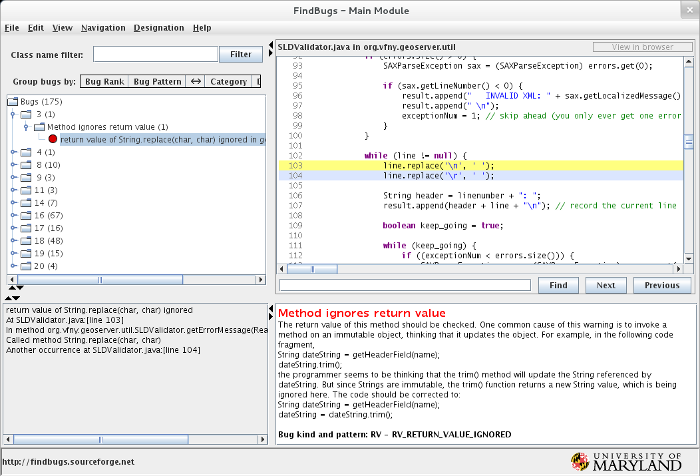 FindBugs - Main Module
File Edit View Navigation Designation Help
Class name filter:
Filter
Group bugs by: Bug Rank Bug Pattern ↔ Category
Bugs (175)
3 (1)
Method ignores return value (1)
return value of String.replace(char, char) ignored in
4 (1)
8 (10)
9 (3)
11 (3)
14 (7)
16 (67)
17 (16)
18 (48)
19 (15)
20 (4)
SLDValidator.java in org.vfny.geoserver.util
View in browser
93 SAXParseException sax = (SAXParseException) errors.get(0);
94
95 if (sax.getLineNumber() < 0) {
96 result.append("   INVALID XML: " + sax.getLocalizedMessage()
97 result.append(" \n");
98 exceptionNum = 1; // skip ahead (you only ever get one error
99 }
100 }
101
102 while (line != null) {
103 line.replace('\n', ' ');
104 line.replace('\r', ' ');
105
106 String header = linenumber + ": ";
107 result.append(header + line + "\n"); // record the current line
108
109 boolean keep_going = true;
110
111 while (keep_going) {
112 if ((exceptionNum < errors.size())) {
Find Next Previous
return value of String.replace(char, char) ignored
At SLDValidator.java:[line 103]
In method org.vfny.geoserver.util.SLDValidator.getErrorMessage(Rea
Called method String.replace(char, char)
Another occurrence at SLDValidator.java:[line 104]
Method ignores return value
The return value of this method should be checked. One common cause of this warning is to invoke a
method on an immutable object, thinking that it updates the object. For example, in the following code
fragment,
String dateString = getHeaderField(name);
dateString.trim();
the programmer seems to be thinking that the trim() method will update the String referenced by
dateString. But since Strings are immutable, the trim() function returns a new String value, which is being
ignored here. The code should be corrected to:
String dateString = getHeaderField(name);
dateString = dateString.trim();
Bug kind and pattern: RV - RV_RETURN_VALUE_IGNORED
http://findbugs.sourceforge.net
UNIVERSITY OF
MARYLAND